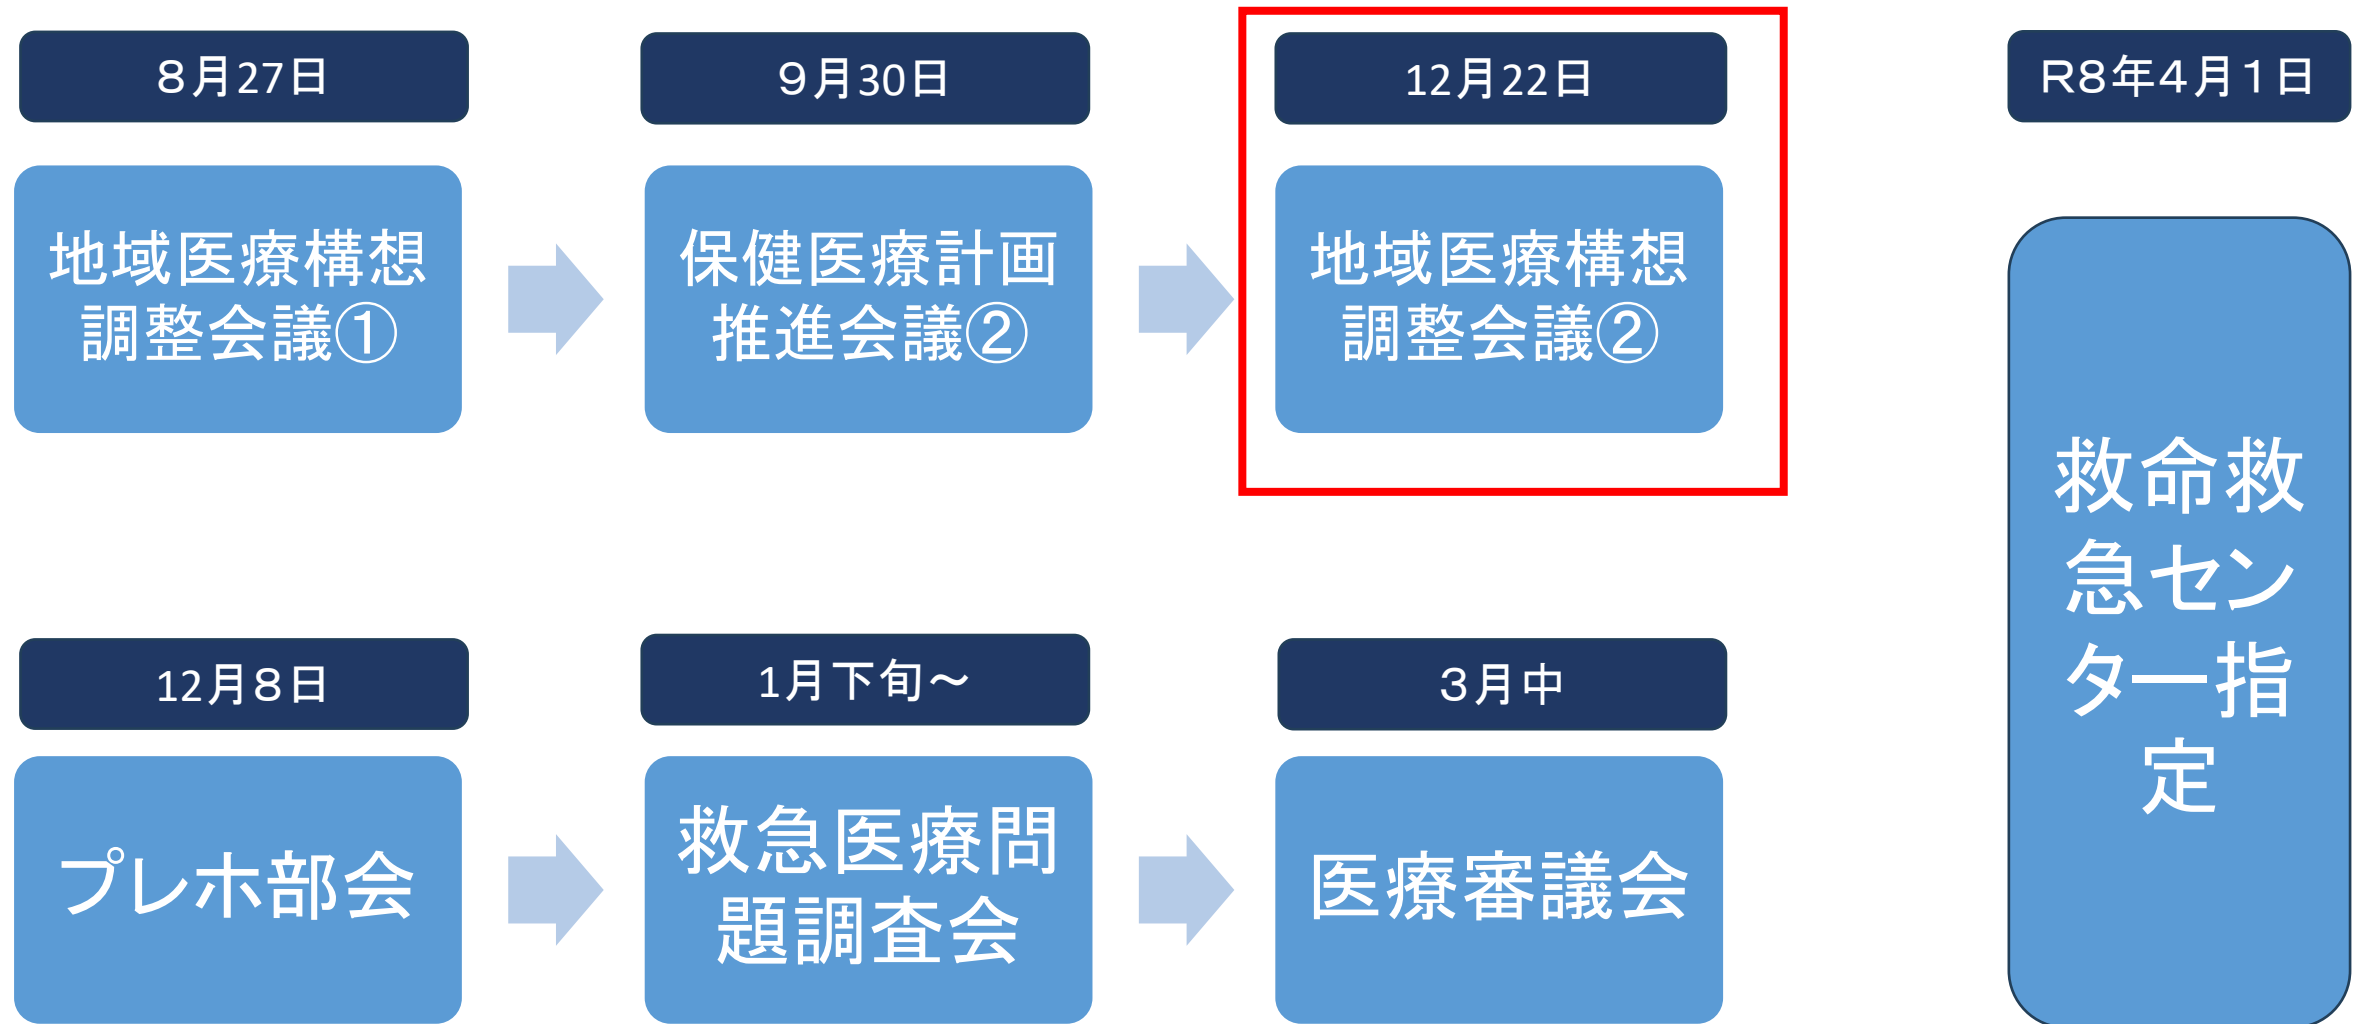 ８月27日
地域医療構想
調整会議①
９月30日
保健医療計画
推進会議②
12月22日
地域医療構想
調整会議②
R８年４月１日
救命救
急セン
ター指
定
12月８日
プレホ部会
1月下旬～
救急医療問
題調査会
３月中
医療審議会